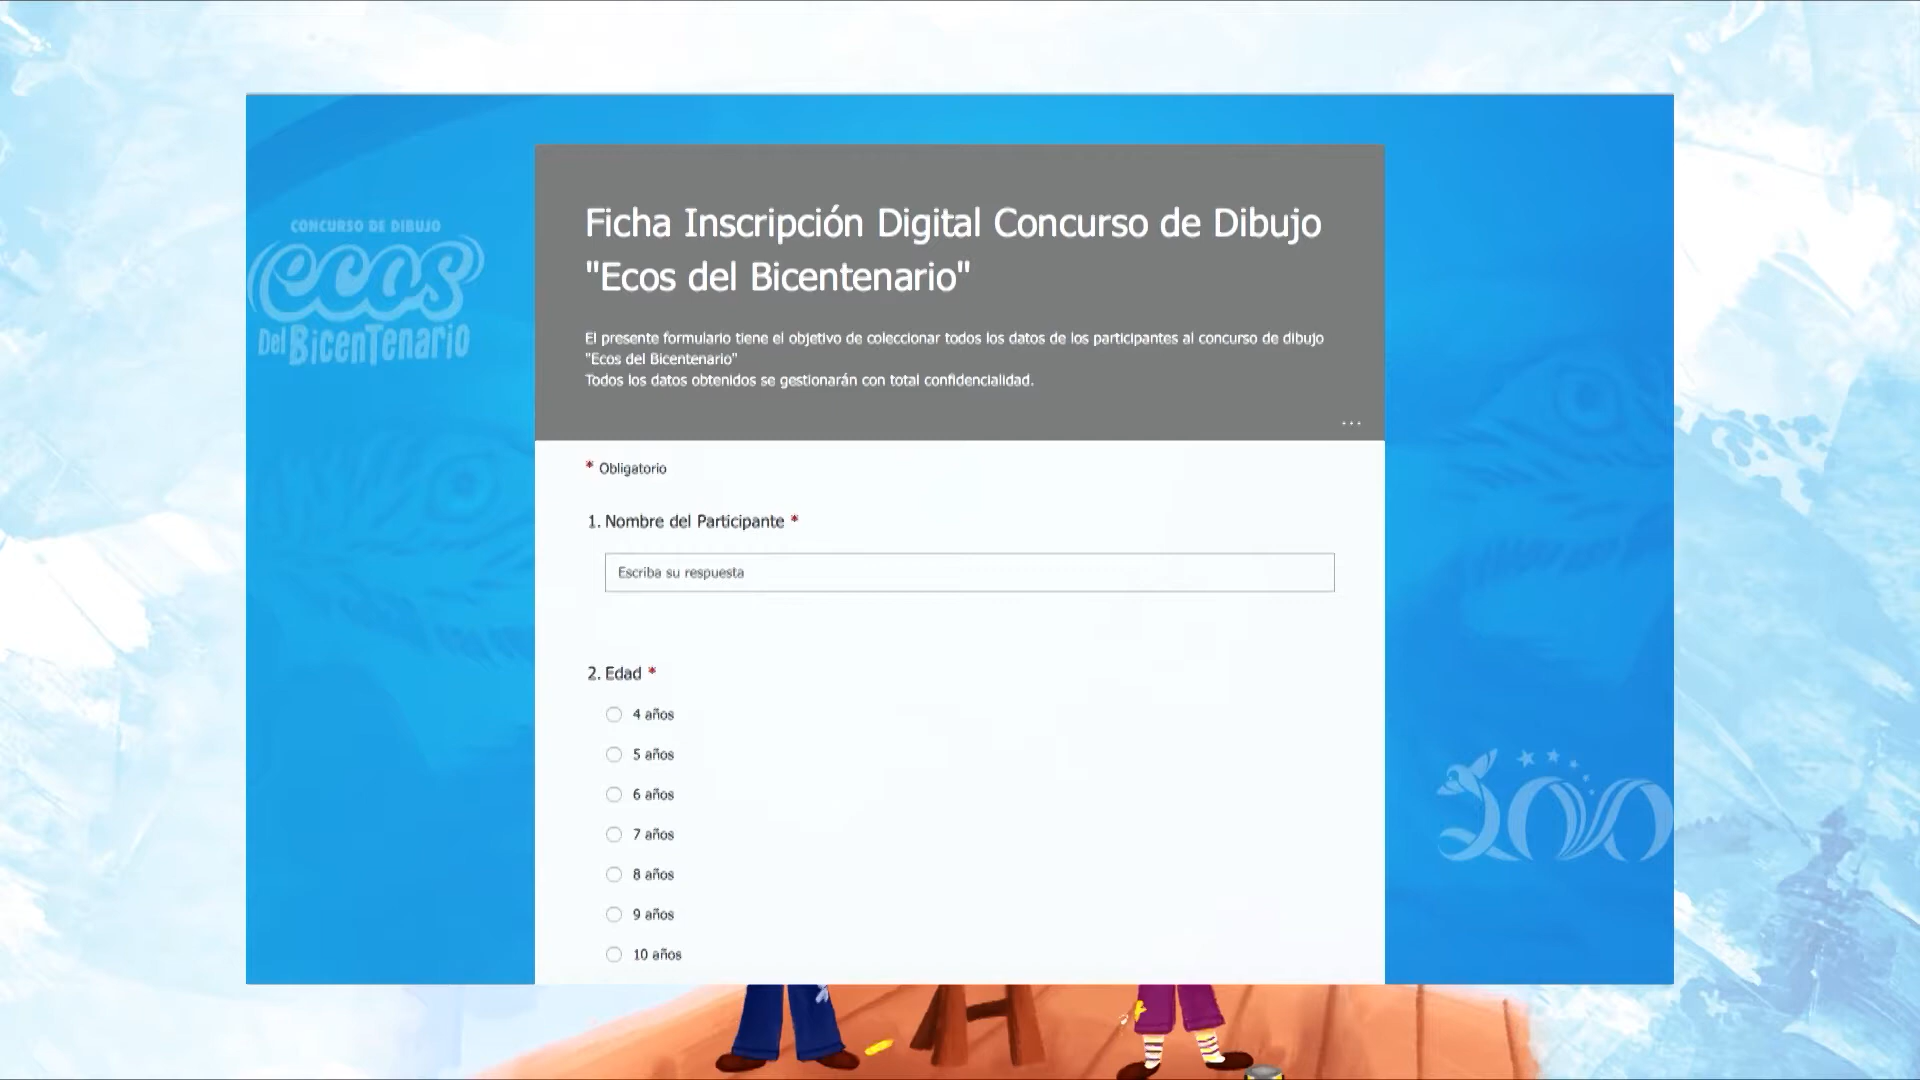 CONCURSO DE DIBUJO
ecos
Del BicenTenario
Ficha Inscripción Digital Concurso de Dibujo
"Ecos del Bicentenario"
El presente formulario tiene el objetivo de coleccionar todos los datos de los participantes al concurso de dibujo
"Ecos del Bicentenario"
Todos los datos obtenidos se gestionarán con total confidencialidad.
...
* Obligatorio
1. Nombre del Participante *
Escriba su respuesta
2. Edad *
4 años
5 años
6 años
7 años
8 años
9 años
10 años
200